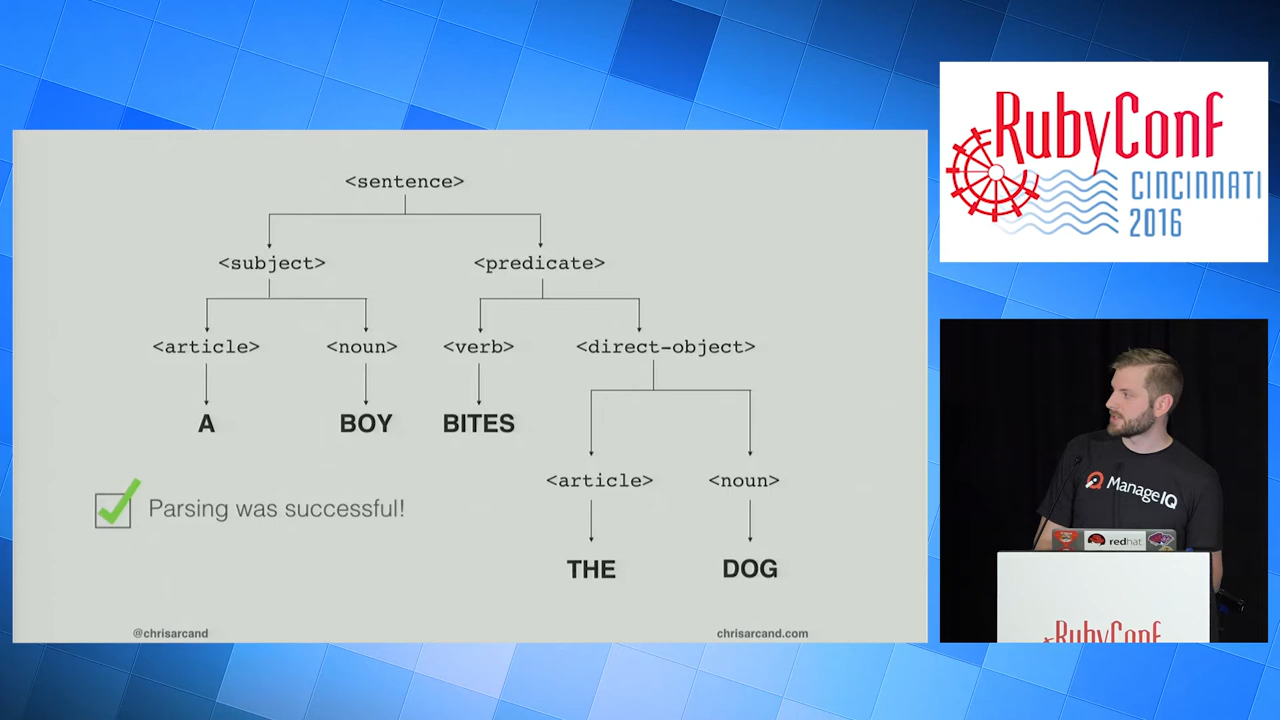 <sentence>
<subject> <predicate>
<article> <noun> <verb> <direct-object>
A BOY BITES
<article> <noun>
Parsing was successful!
THE DOG
@chrisarcand chrisarcand.com
RubyConf
CINCINNATI
2016
ManageIQ
redhat
RubyConf